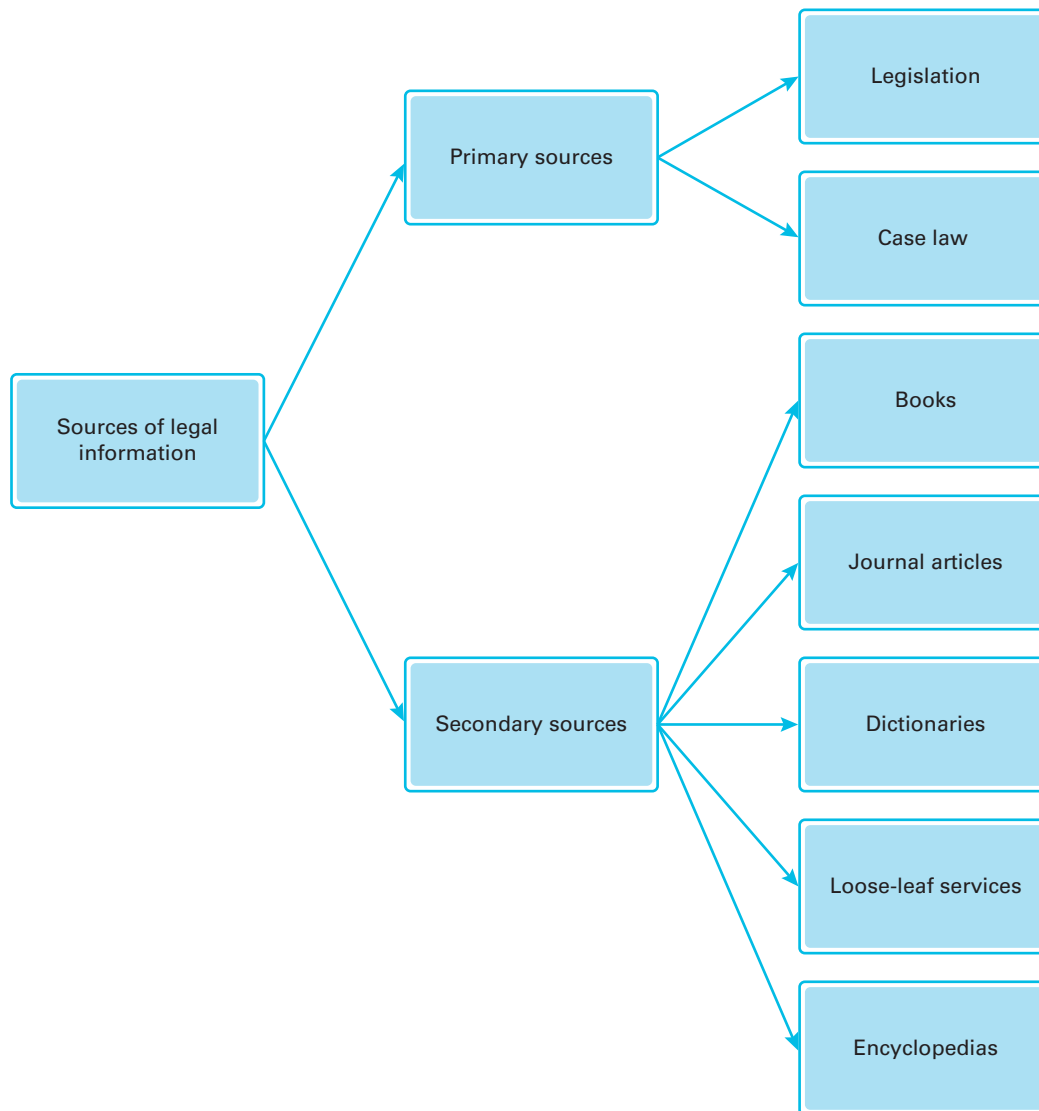 Sources of legal
information
Primary sources
Legislation
Case law
Secondary sources
Books
Journal articles
Dictionaries
Loose-leaf services
Encyclopedias